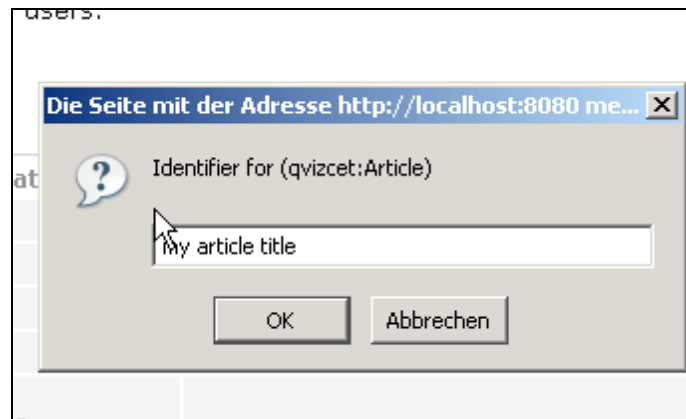 users.
Die Seite mit der Adresse http://localhost:8080 me...
at
Identifier for (qvizcet:Article)
My article title
OK
Abbrechen